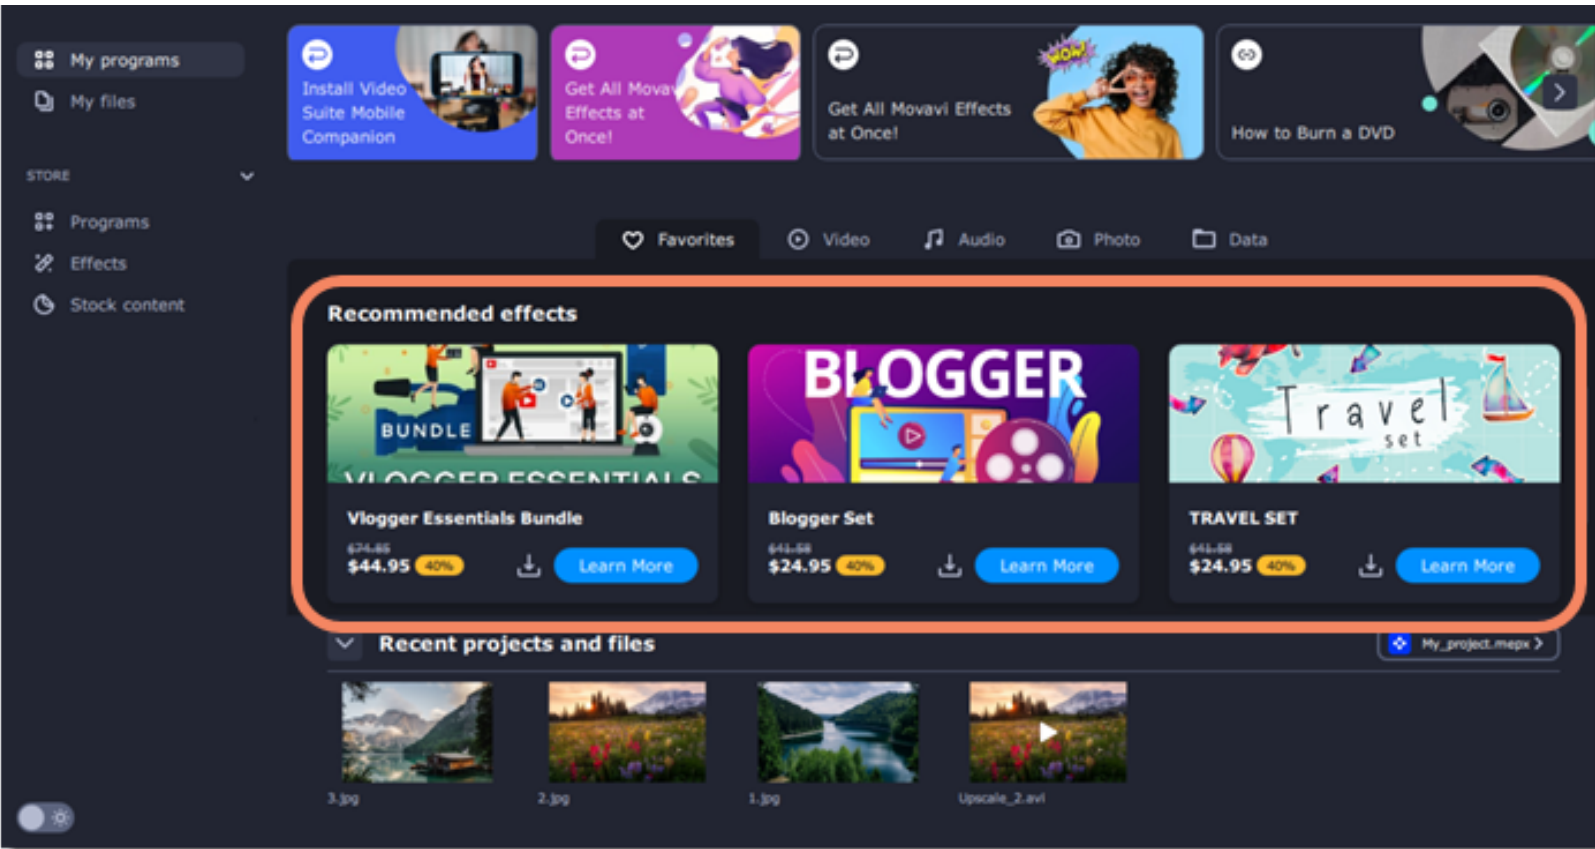 My programs
My files
STORE
Programs
Effects
Stock content
Install Video
Suite Mobile
Companion
Get All Movavi
Effects at
Once!
WOW!
Get All Movavi Effects
at Once!
How to Burn a DVD
Favorites
Video
Audio
Photo
Data
Recommended effects
BUNDLE
VLOGGER ESSENTIALS
Vlogger Essentials Bundle
$74.85
$44.95 40%
Learn More
BLOGGER
Blogger Set
$41.58
$24.95 40%
Learn More
Travel
set
TRAVEL SET
$41.58
$24.95 40%
Learn More
Recent projects and files
My_project.mepx
3.jpg
2.jpg
1.jpg
Upscale_2.avi